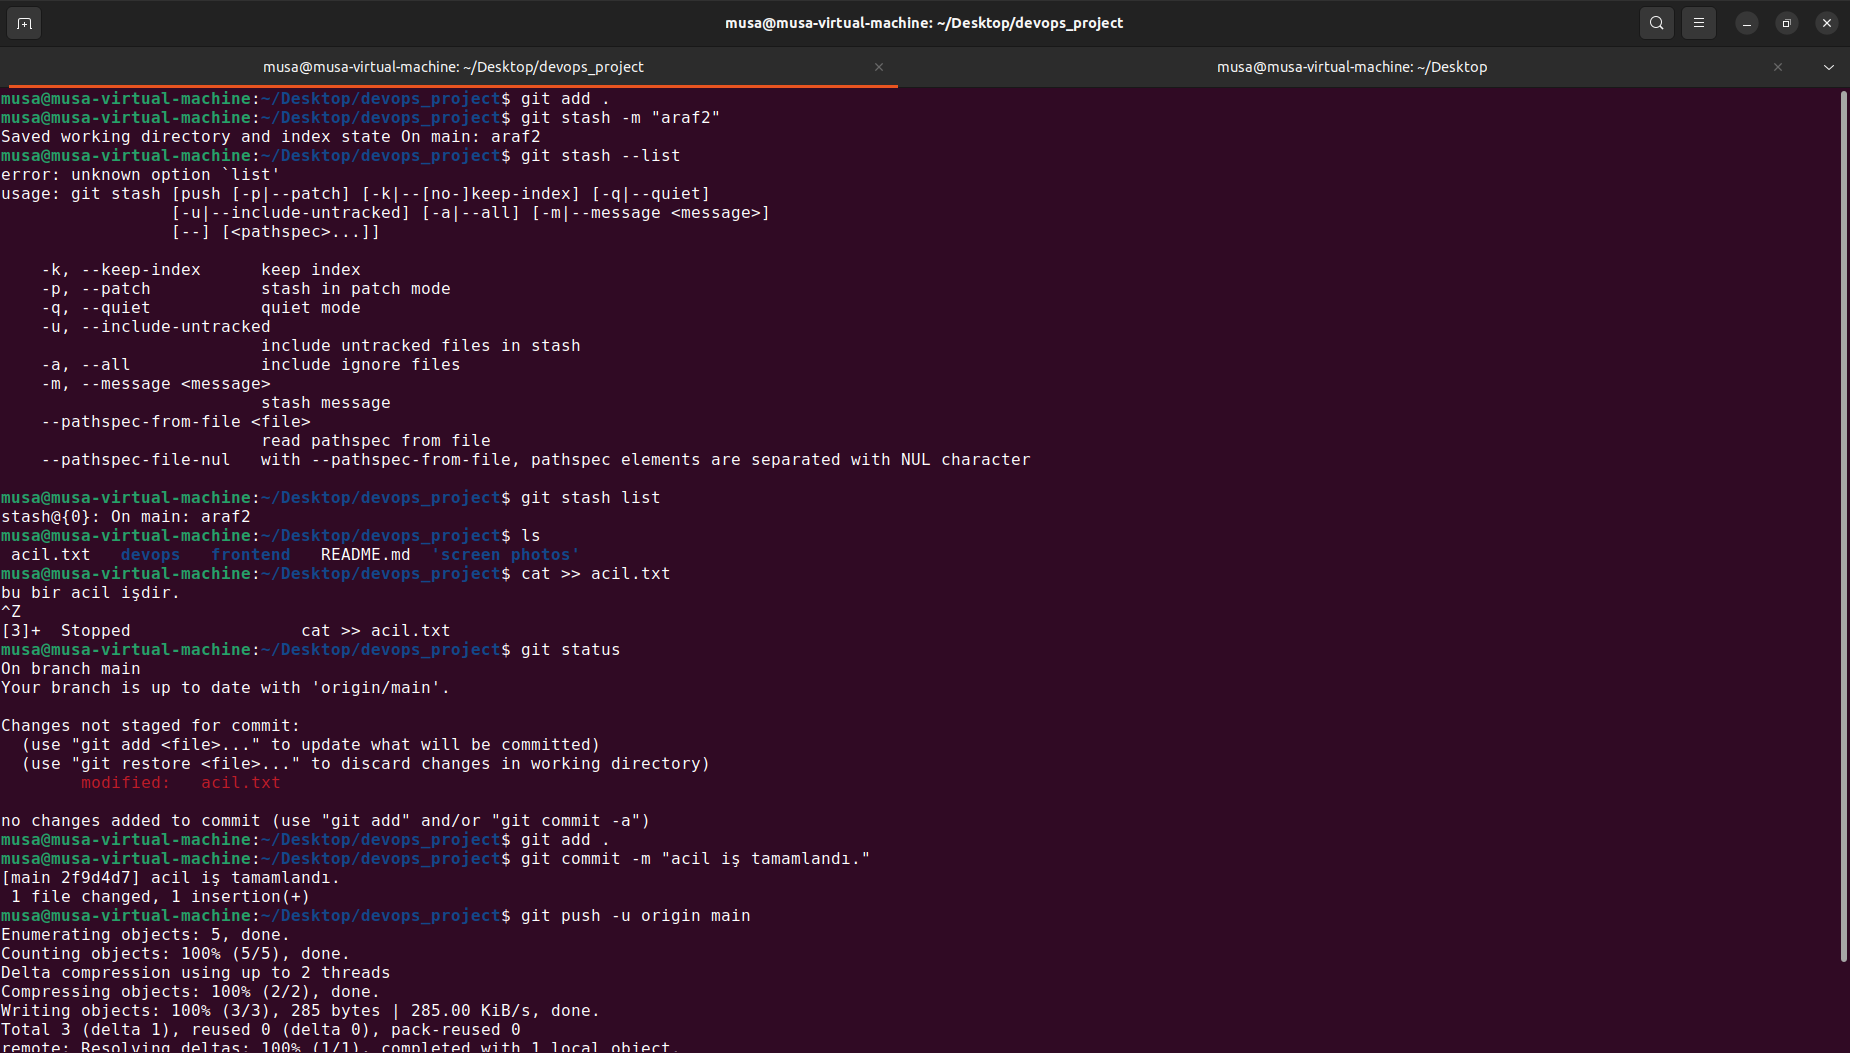 musa@musa-virtual-machine: ~/Desktop/devops_project
musa@musa-virtual-machine: ~/Desktop/devops_project
musa@musa-virtual-machine: ~/Desktop
musa@musa-virtual-machine:~/Desktop/devops_project$ git add .
musa@musa-virtual-machine:~/Desktop/devops_project$ git stash -m "araf2"
Saved working directory and index state On main: araf2
musa@musa-virtual-machine:~/Desktop/devops_project$ git stash --list
error: unknown option `list'
usage: git stash [push [-p|--patch] [-k|--[no-]keep-index] [-q|--quiet]
                 [-u|--include-untracked] [-a|--all] [-m|--message <message>]
                 [--] [<pathspec>...]]
    -k, --keep-index      keep index
    -p, --patch           stash in patch mode
    -q, --quiet           quiet mode
    -u, --include-untracked
                          include untracked files in stash
    -a, --all             include ignore files
    -m, --message <message>
                          stash message
    --pathspec-from-file <file>
                          read pathspec from file
    --pathspec-file-nul   with --pathspec-from-file, pathspec elements are separated with NUL character
musa@musa-virtual-machine:~/Desktop/devops_project$ git stash list
stash@{0}: On main: araf2
musa@musa-virtual-machine:~/Desktop/devops_project$ ls
 acil.txt   devops   frontend   README.md  'screen photos'
musa@musa-virtual-machine:~/Desktop/devops_project$ cat >> acil.txt
bu bir acil işdir.
^Z
[3]+  Stopped                 cat >> acil.txt
musa@musa-virtual-machine:~/Desktop/devops_project$ git status
On branch main
Your branch is up to date with 'origin/main'.
Changes not staged for commit:
  (use "git add <file>..." to update what will be committed)
  (use "git restore <file>..." to discard changes in working directory)
        modified:   acil.txt
no changes added to commit (use "git add" and/or "git commit -a")
musa@musa-virtual-machine:~/Desktop/devops_project$ git add .
musa@musa-virtual-machine:~/Desktop/devops_project$ git commit -m "acil iş tamamlandı."
[main 2f9d4d7] acil iş tamamlandı.
 1 file changed, 1 insertion(+)
musa@musa-virtual-machine:~/Desktop/devops_project$ git push -u origin main
Enumerating objects: 5, done.
Counting objects: 100% (5/5), done.
Delta compression using up to 2 threads
Compressing objects: 100% (2/2), done.
Writing objects: 100% (3/3), 285 bytes | 285.00 KiB/s, done.
Total 3 (delta 1), reused 0 (delta 0), pack-reused 0
remote: Resolving deltas: 100% (1/1), completed with 1 local object.